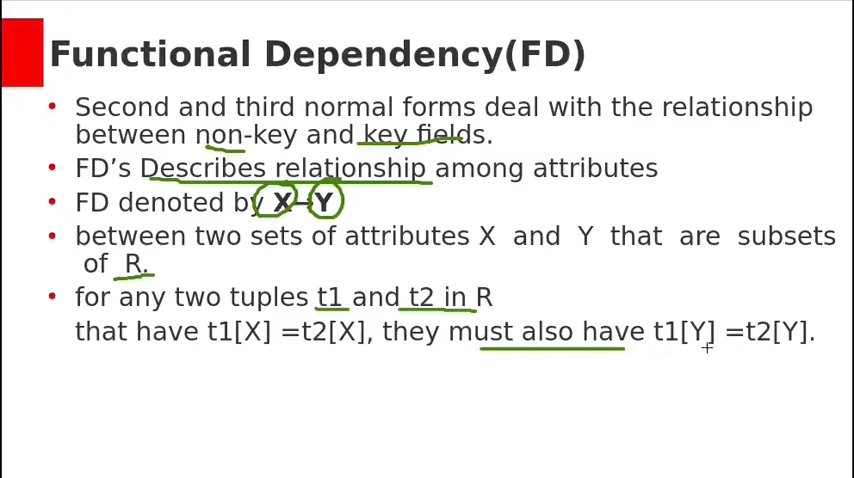 Functional Dependency(FD)
• Second and third normal forms deal with the relationship
between non-key and key fields.
• FD’s Describes relationship among attributes
• FD denoted by X→Y
• between two sets of attributes X and Y that are subsets
of R.
• for any two tuples t1 and t2 in R
that have t1[X] =t2[X], they must also have t1[Y] =t2[Y].